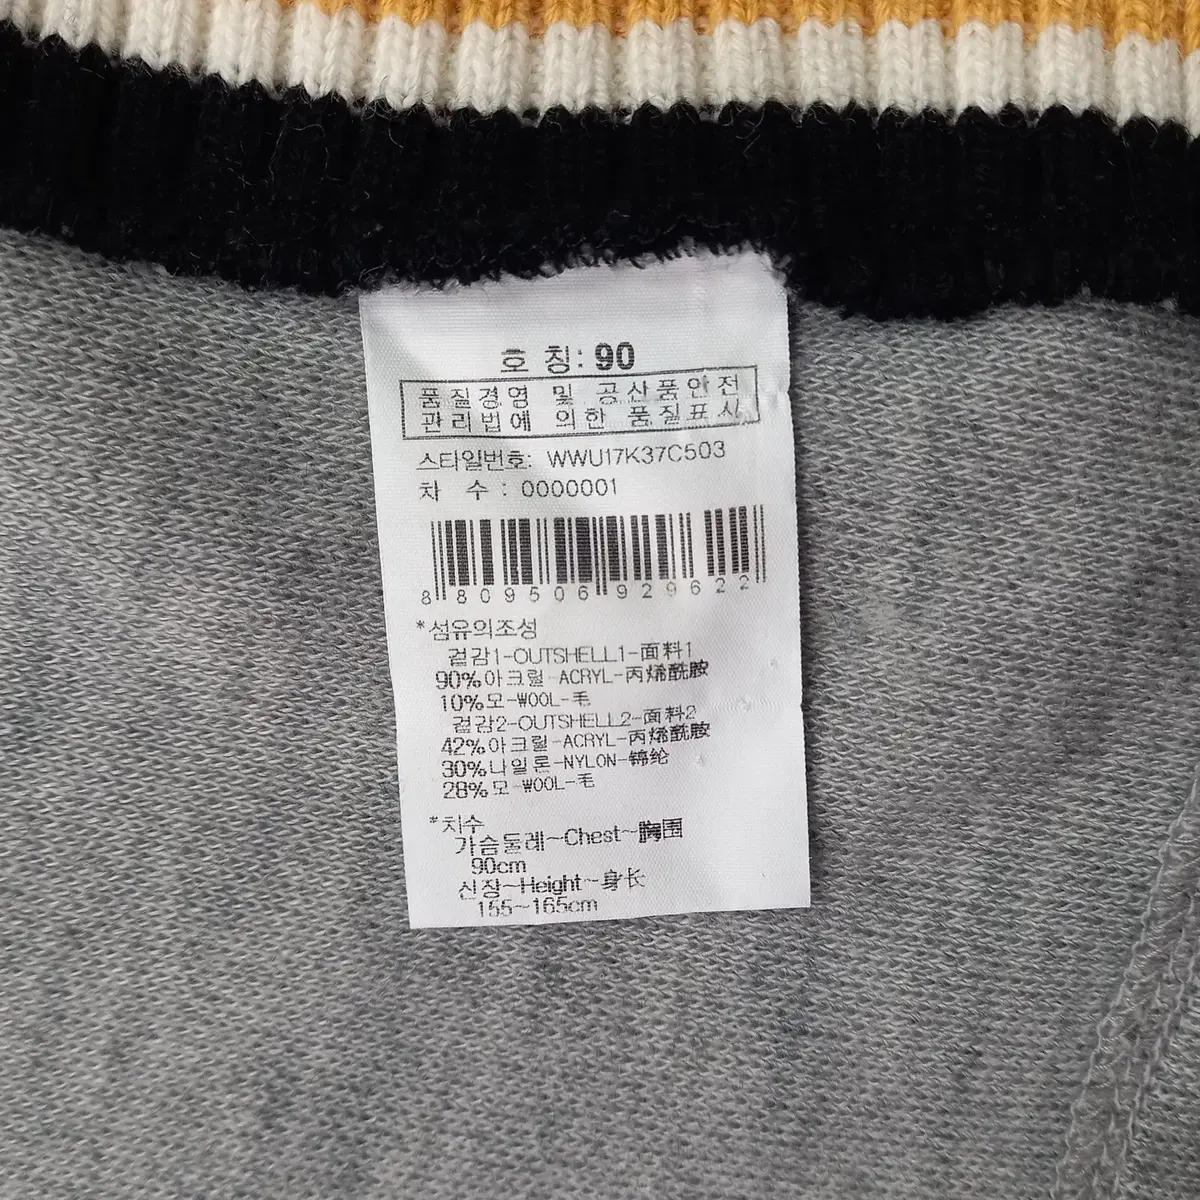 호 칭: 90
품질경영 및 공산품안전
관리법에 의한 품질표시
스타일번호: WWU17K37C503
차 수 : 0000001
8 809506 929622
*섬유의조성
겉감1-OUTSHELL1-面料1
90%아크릴-ACRYL-丙烯酰胺
10%모-WOOL-毛
겉감2-OUTSHELL2-面料2
42%아크릴-ACRYL-丙烯酰胺
30%나일론-NYLON-锦纶
28%모-WOOL-毛
*치수
가슴둘레~Chest~胸围
90cm
신장~Height~身长
155~165cm